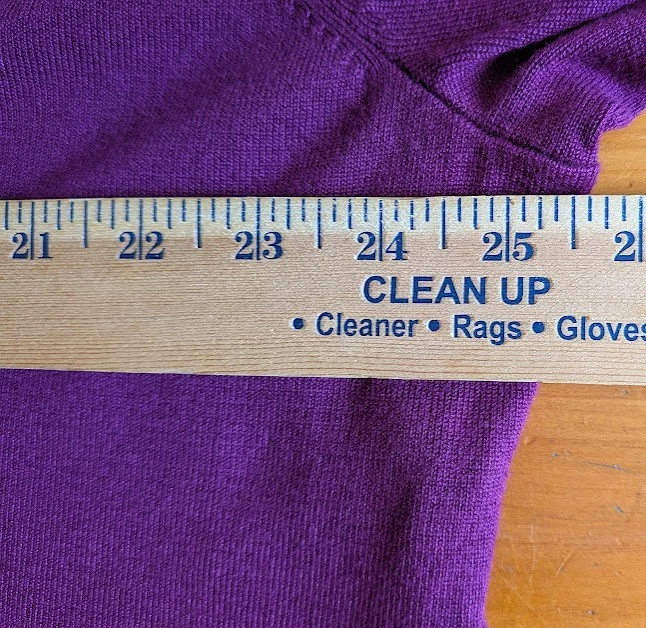 21 22 23 24 25 2
CLEAN UP
• Cleaner • Rags • Gloves